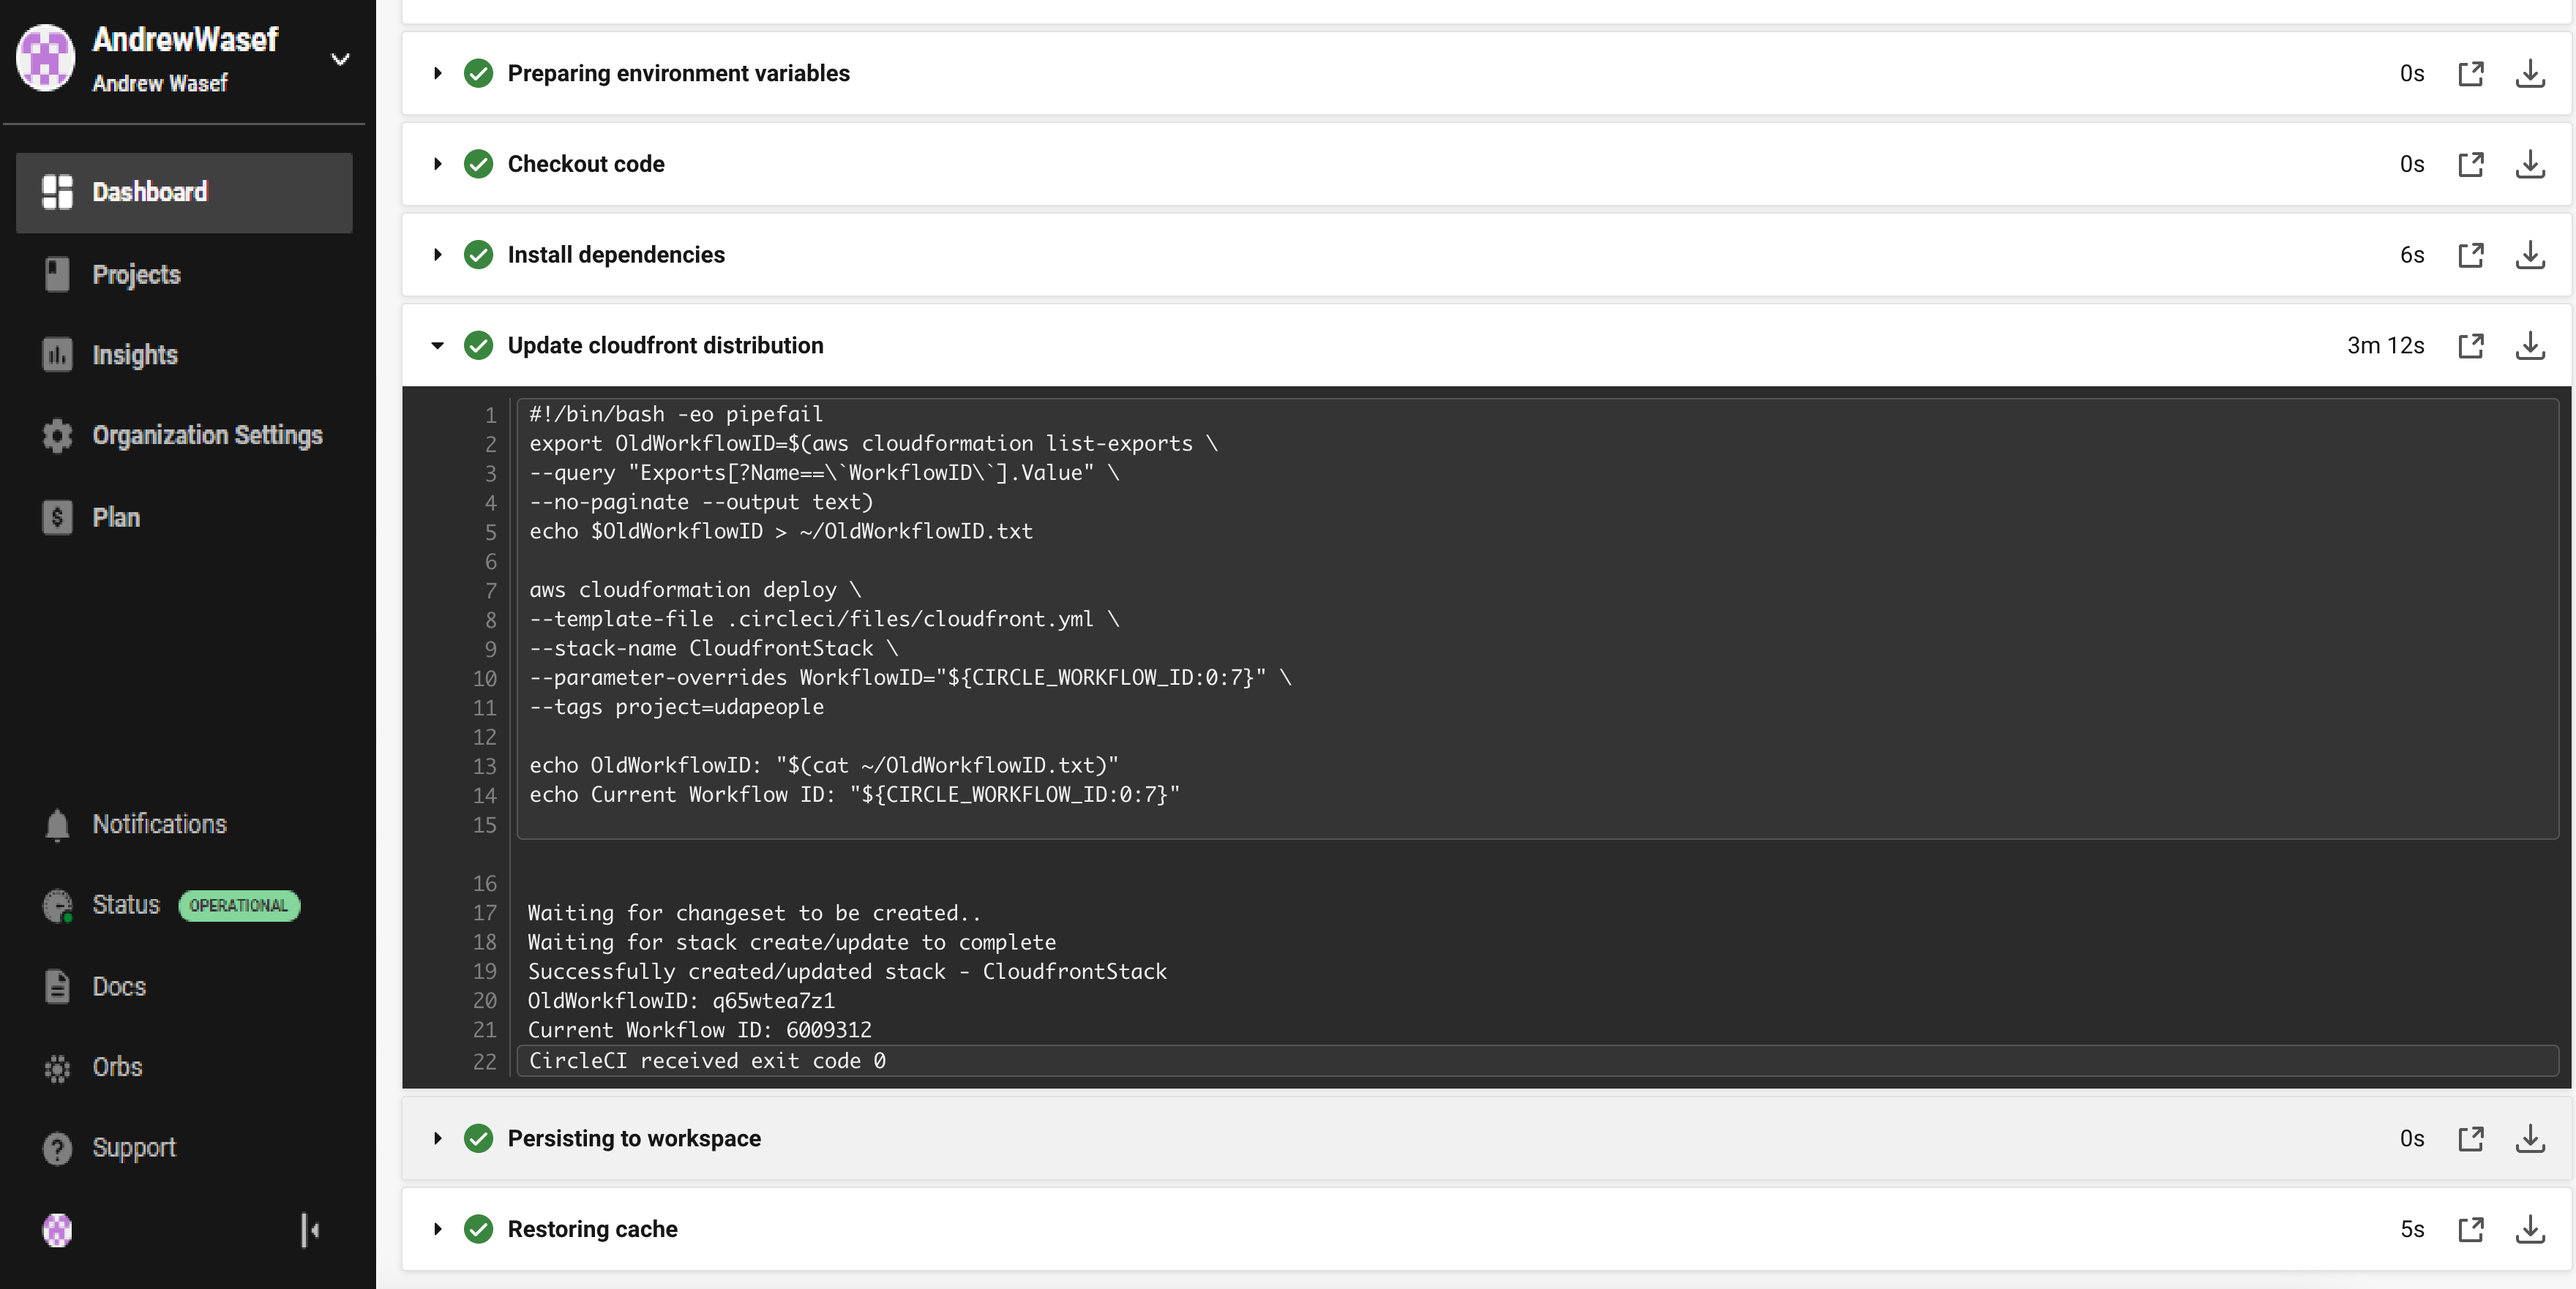 AndrewWasef
Andrew Wasef
Dashboard
Projects
Insights
Organization Settings
Plan
Notifications
Status OPERATIONAL
Docs
Orbs
Support
Preparing environment variables 0s
Checkout code 0s
Install dependencies 6s
Update cloudfront distribution 3m 12s
1 #!/bin/bash -eo pipefail
2 export OldWorkflowID=$(aws cloudformation list-exports \
3 --query "Exports[?Name==\`WorkflowID\`].Value" \
4 --no-paginate --output text)
5 echo $OldWorkflowID > ~/OldWorkflowID.txt
6
7 aws cloudformation deploy \
8 --template-file .circleci/files/cloudfront.yml \
9 --stack-name CloudfrontStack \
10 --parameter-overrides WorkflowID="${CIRCLE_WORKFLOW_ID:0:7}" \
11 --tags project=udapeople
12
13 echo OldWorkflowID: "$(cat ~/OldWorkflowID.txt)"
14 echo Current Workflow ID: "${CIRCLE_WORKFLOW_ID:0:7}"
15
16
17 Waiting for changeset to be created..
18 Waiting for stack create/update to complete
19 Successfully created/updated stack - CloudfrontStack
20 OldWorkflowID: q65wtea7z1
21 Current Workflow ID: 6009312
22 CircleCI received exit code 0
Persisting to workspace 0s
Restoring cache 5s